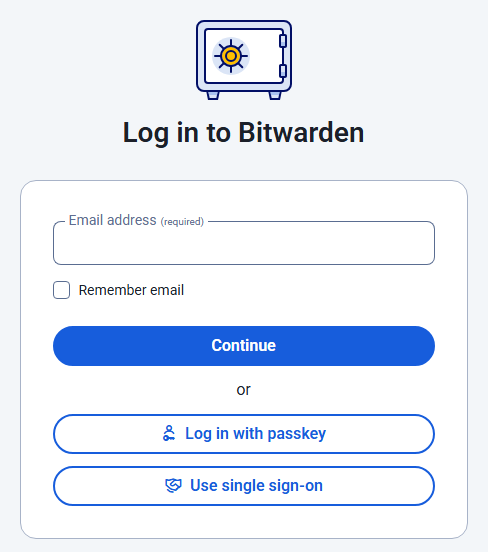 Log in to Bitwarden
Email address (required)
Remember email
Continue
or
Log in with passkey
Use single sign-on